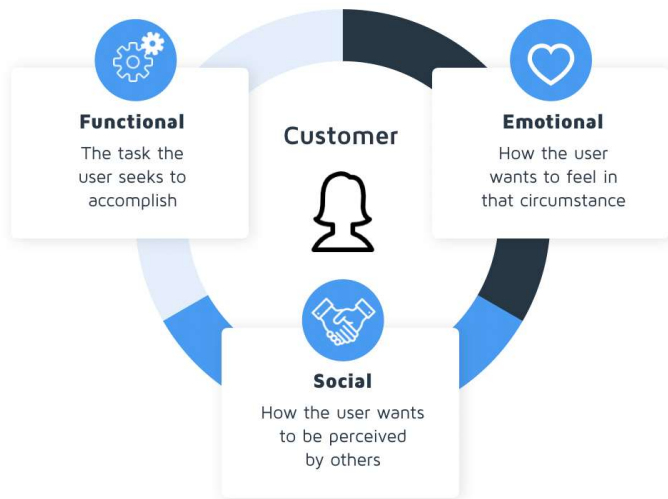 Customer
Functional
The task the
user seeks to
accomplish
Emotional
How the user
wants to feel in
that circumstance
Social
How the user wants
to be perceived
by others